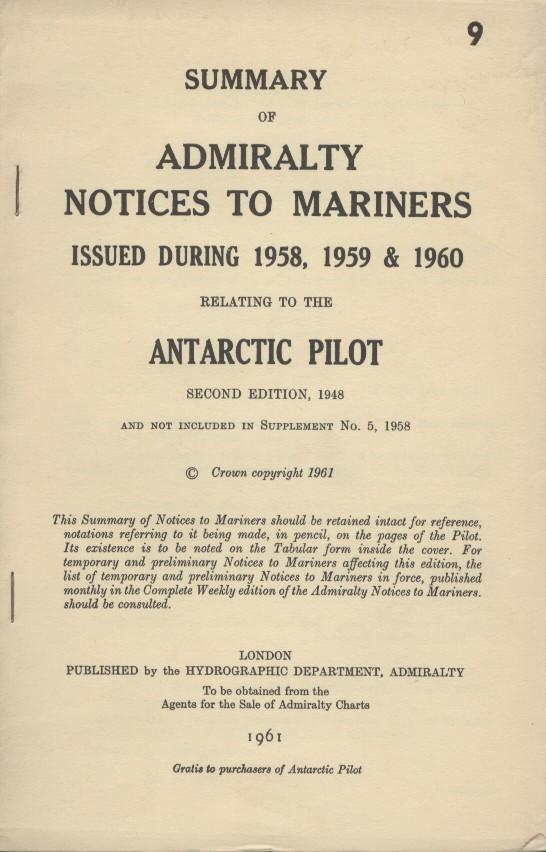 9
SUMMARY
OF
ADMIRALTY
NOTICES TO MARINERS
ISSUED DURING 1958, 1959 & 1960
RELATING TO THE
ANTARCTIC PILOT
SECOND EDITION, 1948
AND NOT INCLUDED IN SUPPLEMENT No. 5, 1958
© Crown copyright 1961
This Summary of Notices to Mariners should be retained intact for reference,
notations referring to it being made, in pencil, on the pages of the Pilot.
Its existence is to be noted on the Tabular form inside the cover. For
temporary and preliminary Notices to Mariners affecting this edition, the
list of temporary and preliminary Notices to Mariners in force, published
monthly in the Complete Weekly edition of the Admiralty Notices to Mariners.
should be consulted.
LONDON
PUBLISHED by the HYDROGRAPHIC DEPARTMENT, ADMIRALTY
To be obtained from the
Agents for the Sale of Admiralty Charts
1961
Gratis to purchasers of Antarctic Pilot